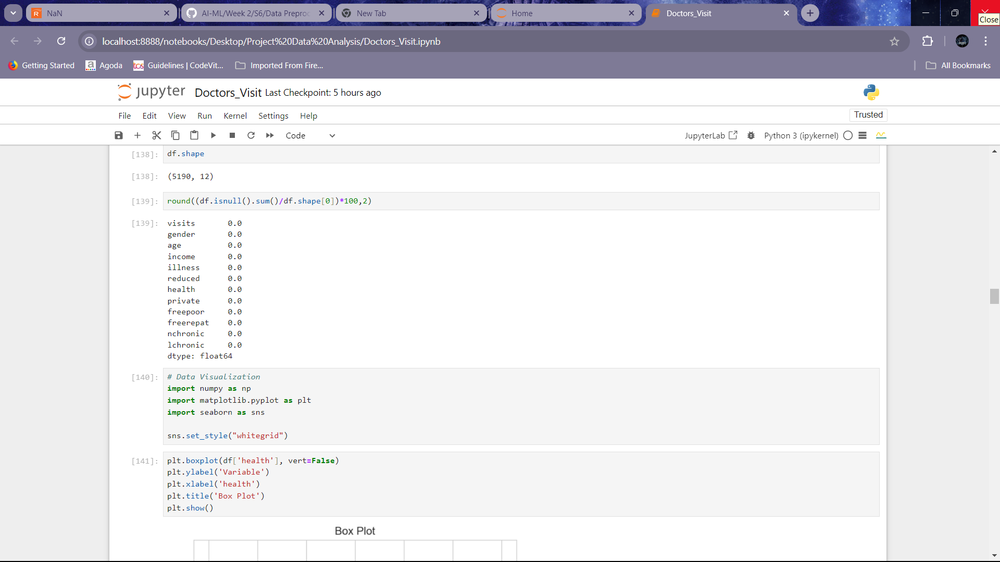 NaN
AI-ML/Week 2/S6/Data Preproc
New Tab
Home
Doctors_Visit
Close
localhost:8888/notebooks/Desktop/Project%20Data%20Analysis/Doctors_Visit.ipynb
Getting Started
Agoda
Guidelines | CodeVit...
Imported From Fire...
All Bookmarks
jupyter Doctors_Visit Last Checkpoint: 5 hours ago
File Edit View Run Kernel Settings Help
Trusted
Code
JupyterLab
Python 3 (ipykernel)
[138]: df.shape
[138]: (5190, 12)
[139]: round((df.isnull().sum()/df.shape[0])*100,2)
[139]: visits 0.0
gender 0.0
age 0.0
income 0.0
illness 0.0
reduced 0.0
health 0.0
private 0.0
freepoor 0.0
freerepat 0.0
nchronic 0.0
lchronic 0.0
dtype: float64
[140]: # Data Visualization
import numpy as np
import matplotlib.pyplot as plt
import seaborn as sns
sns.set_style("whitegrid")
[141]: plt.boxplot(df['health'], vert=False)
plt.ylabel('Variable')
plt.xlabel('health')
plt.title('Box Plot')
plt.show()
Box Plot